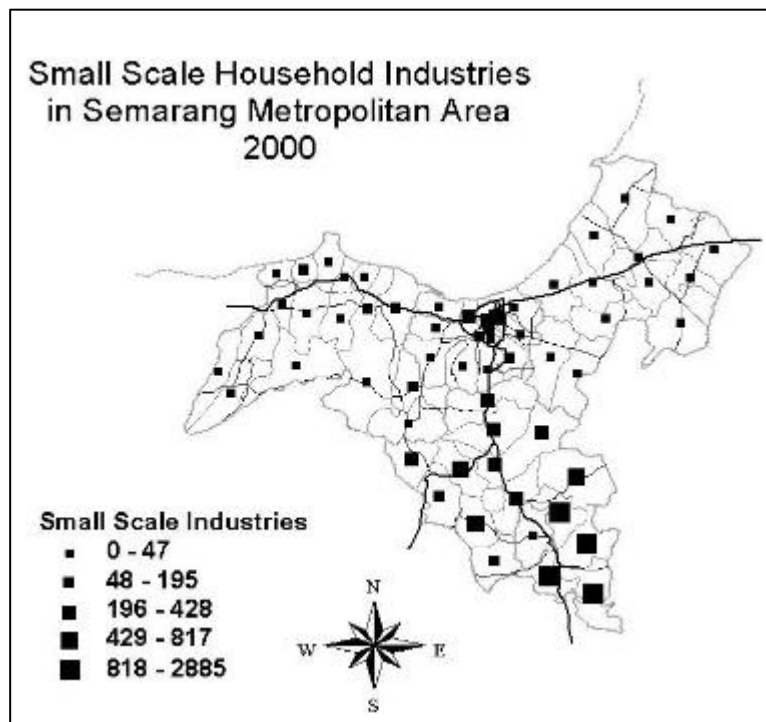 Small Scale Household Industries
in Semarang Metropolitan Area
2000
Small Scale Industries
0 - 47
48 - 195
196 - 428
429 - 817
818 - 2885
N
W E
S